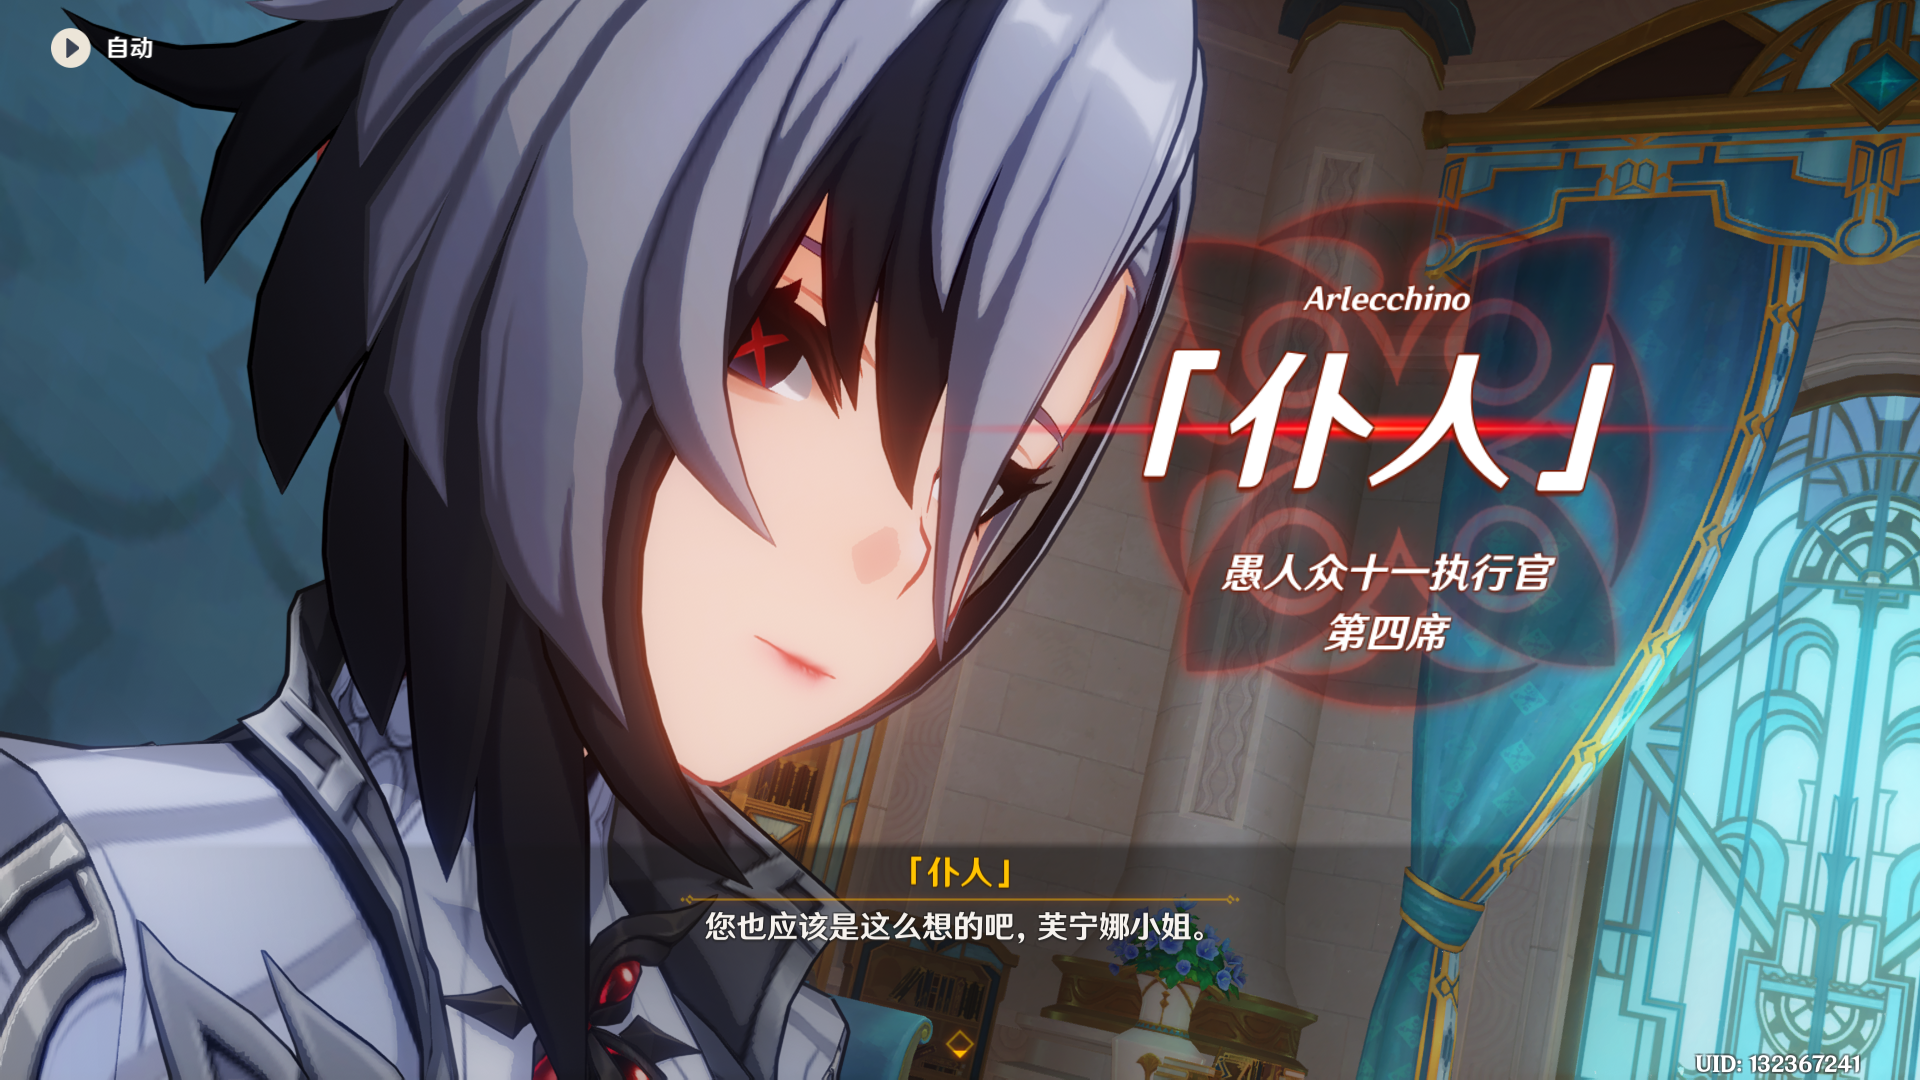 自动
Arlecchino
「仆人」
愚人众十一执行官
第四席
「仆人」
您也应该是这么想的吧，芙宁娜小姐。
UID: 132367241